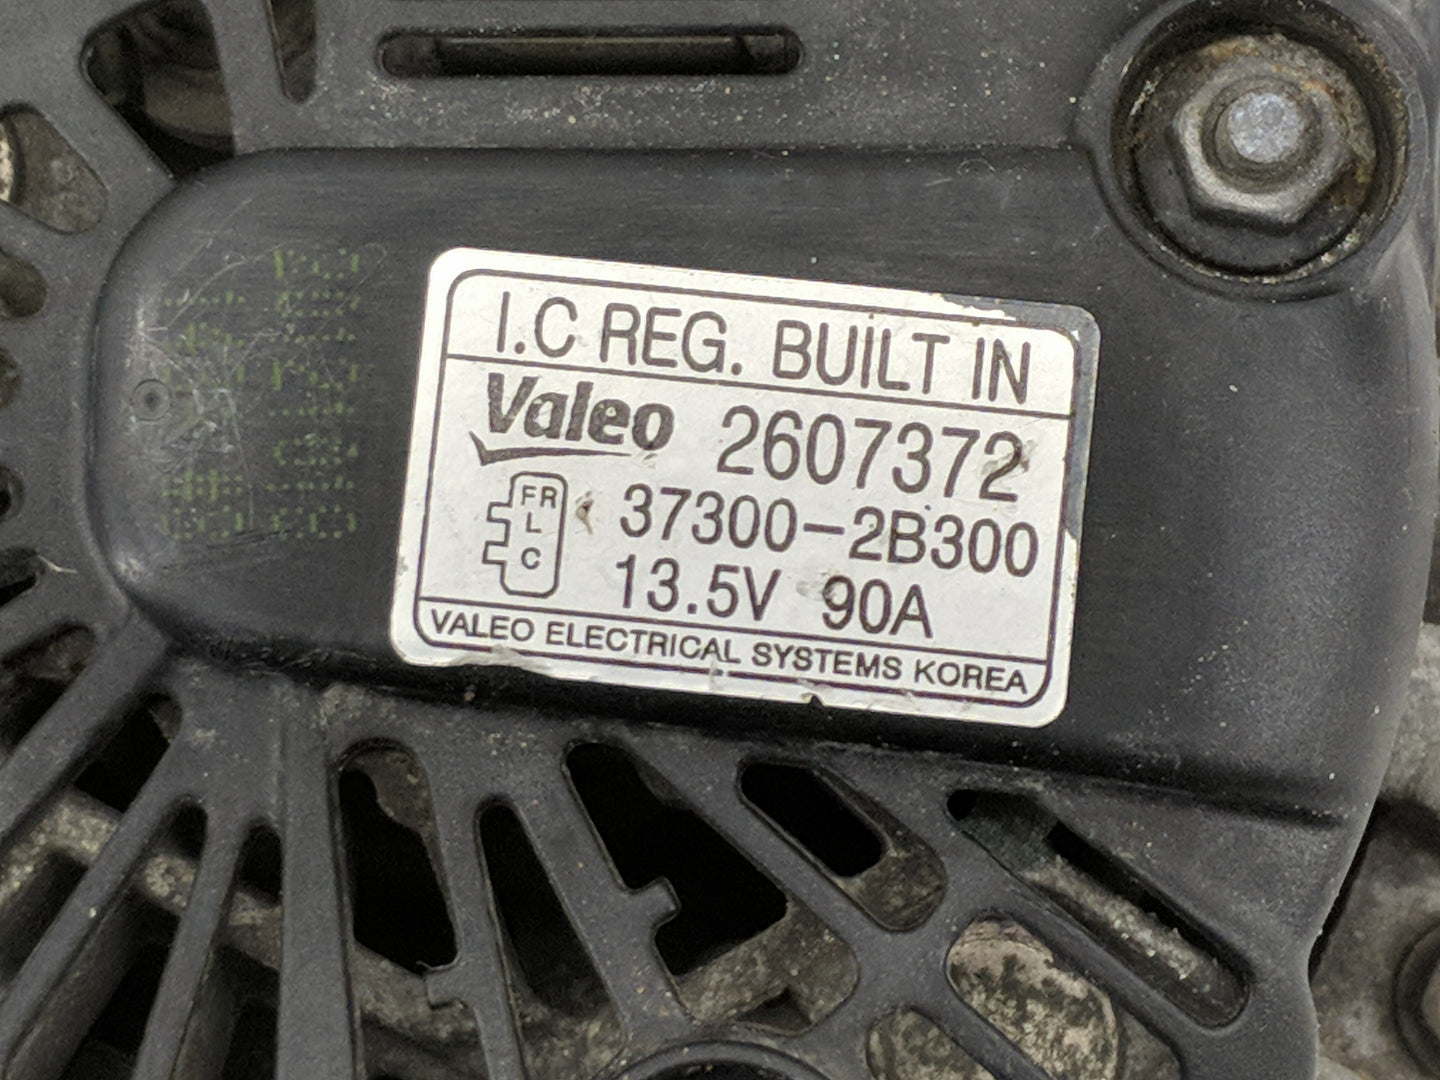 I.C REG. BUILT IN
Valeo 2607372
FR
L
C
37300-2B300
13.5V 90A
VALEO ELECTRICAL SYSTEMS KOREA